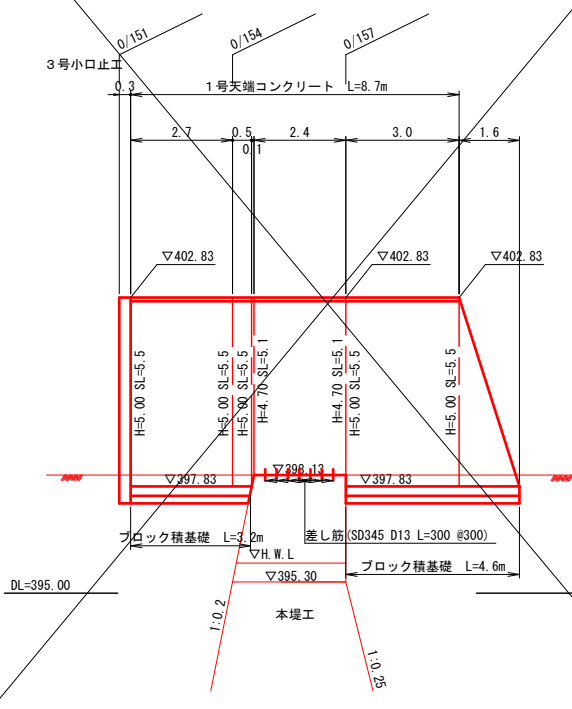 0/151
0/154
0/157
3号小口止工
0.3
1号天端コンクリート L=8.7m
2.7
0.5
0.1
2.4
3.0
1.6
▽402.83
▽402.83
▽402.83
H=5.00 SL=5.5
H=5.00 SL=5.5
H=5.00 SL=5.5
H=4.70 SL=5.1
H=4.70 SL=5.1
H=5.00 SL=5.5
H=5.00 SL=5.5
▽397.83
▽398.13
▽397.83
ブロック積基礎 L=3.2m
差し筋(SD345 D13 L=300 @300)
▽H.W.L
ブロック積基礎 L=4.6m
▽395.30
DL=395.00
本堤工
1:0.2
1:0.25